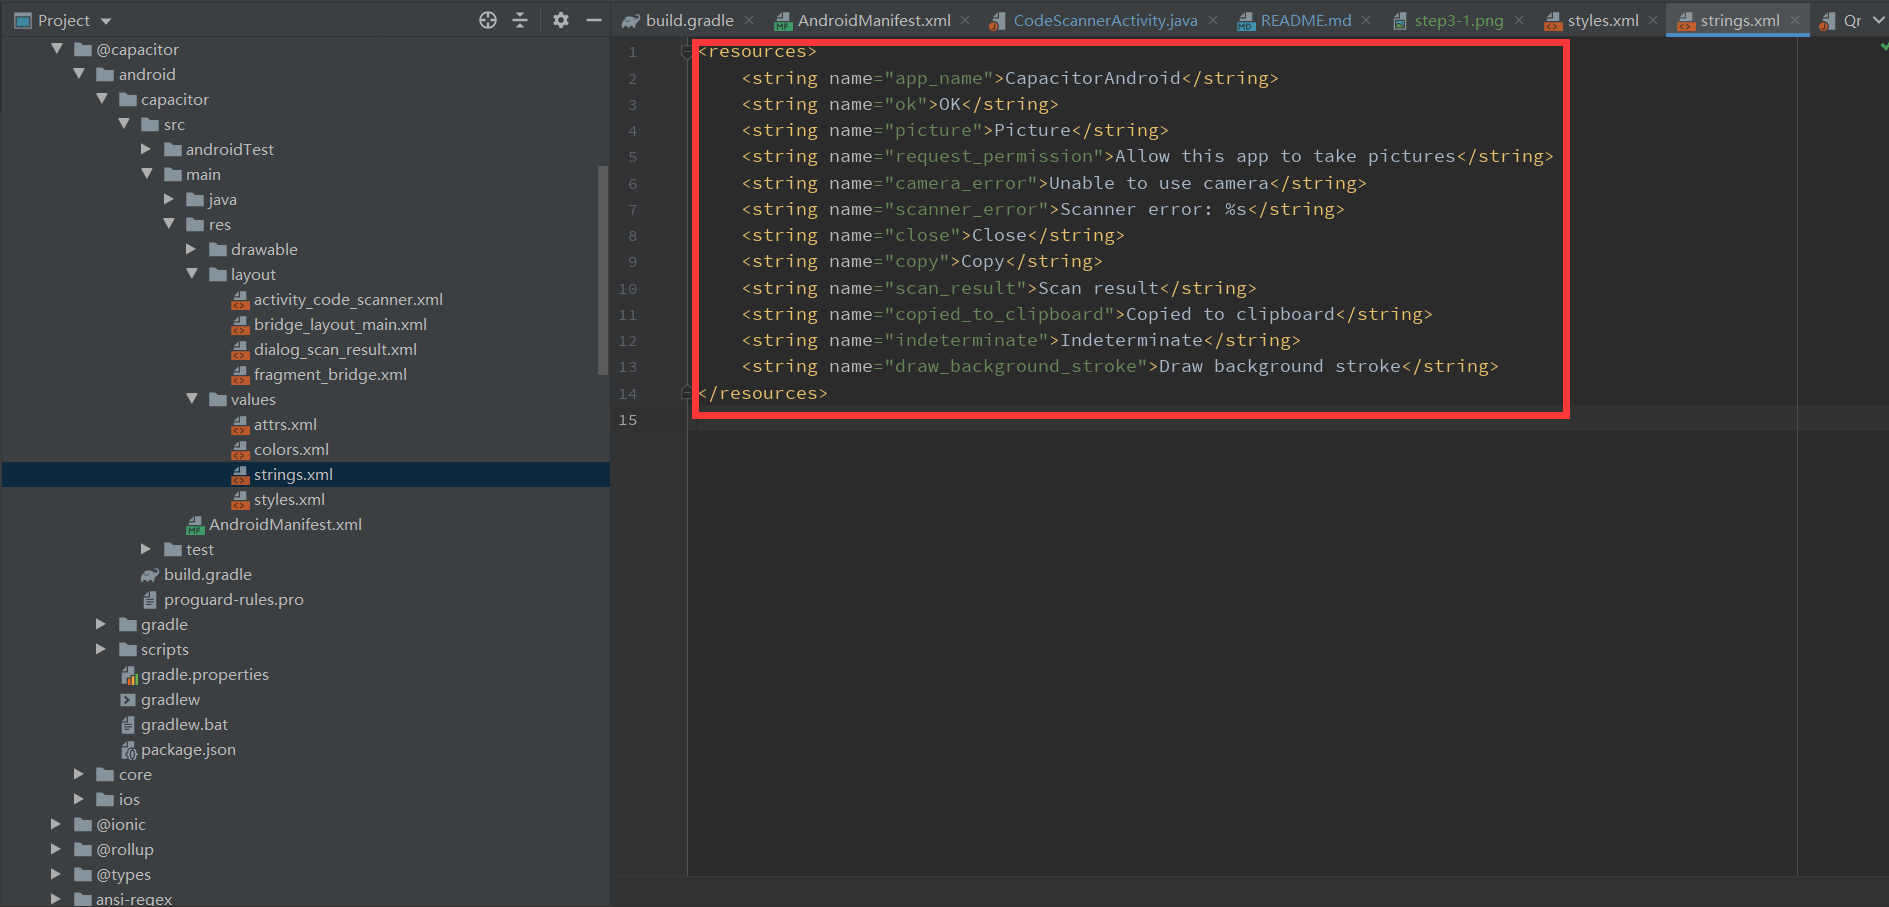 Project
build.gradle
AndroidManifest.xml
CodeScannerActivity.java
README.md
step3-1.png
styles.xml
strings.xml
Qr
@capacitor
android
capacitor
src
androidTest
main
java
res
drawable
layout
activity_code_scanner.xml
bridge_layout_main.xml
dialog_scan_result.xml
fragment_bridge.xml
values
attrs.xml
colors.xml
strings.xml
styles.xml
AndroidManifest.xml
test
build.gradle
proguard-rules.pro
gradle
scripts
gradle.properties
gradlew
gradlew.bat
package.json
core
ios
@ionic
@rollup
@types
ansi-regex
1 <resources>
2 <string name="app_name">CapacitorAndroid</string>
3 <string name="ok">OK</string>
4 <string name="picture">Picture</string>
5 <string name="request_permission">Allow this app to take pictures</string>
6 <string name="camera_error">Unable to use camera</string>
7 <string name="scanner_error">Scanner error: %s</string>
8 <string name="close">Close</string>
9 <string name="copy">Copy</string>
10 <string name="scan_result">Scan result</string>
11 <string name="copied_to_clipboard">Copied to clipboard</string>
12 <string name="indeterminate">Indeterminate</string>
13 <string name="draw_background_stroke">Draw background stroke</string>
14 </resources>
15